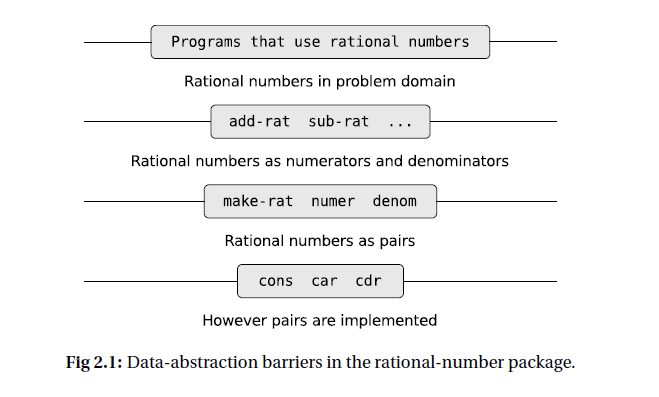 Programs that use rational numbers
Rational numbers in problem domain
add-rat sub-rat ...
Rational numbers as numerators and denominators
make-rat numer denom
Rational numbers as pairs
cons car cdr
However pairs are implemented
Fig 2.1: Data-abstraction barriers in the rational-number package.